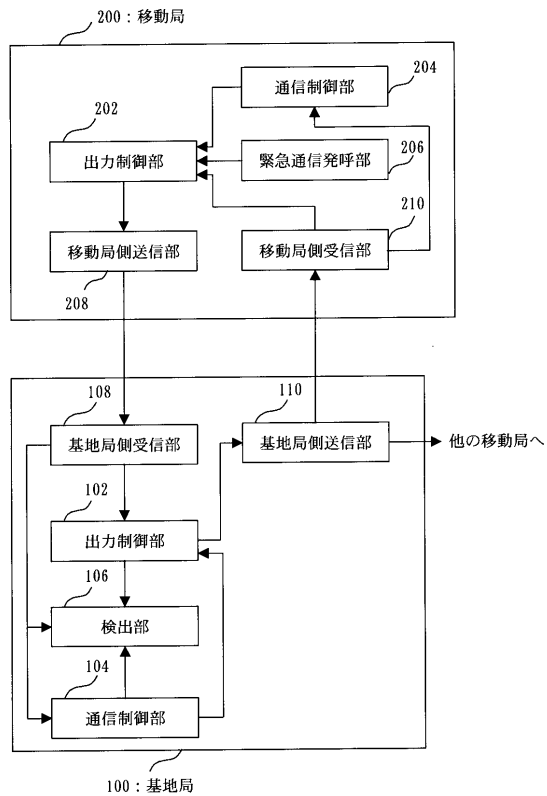 200：移動局
204
通信制御部
202
206
緊急通信発呼部
出力制御部
210
移動局側送信部
移動局側受信部
208
108
110
基地局側受信部
基地局側送信部
他の移動局へ
102
出力制御部
106
検出部
104
通信制御部
100：基地局